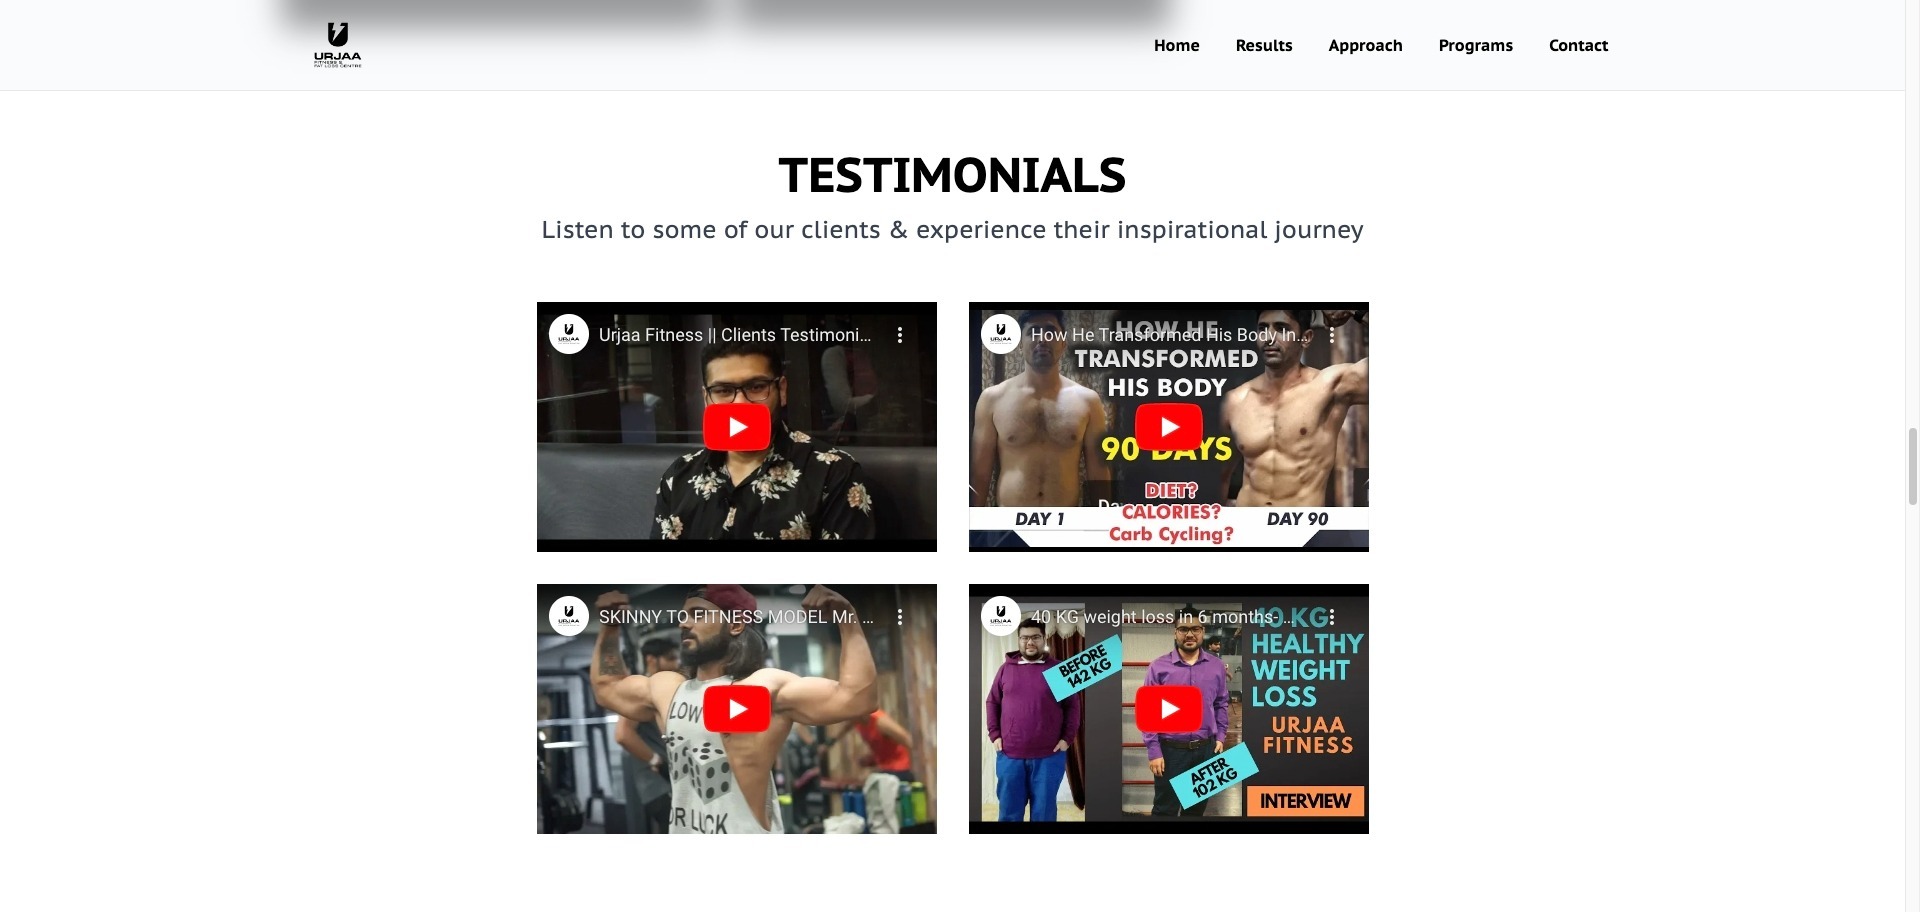 URJAA
FITNESS &
FAT LOSS CENTRE
Home
Results
Approach
Programs
Contact
TESTIMONIALS
Listen to some of our clients & experience their inspirational journey
Urjaa Fitness || Clients Testimoni...
How He Transformed His Body In...
HOW HE
TRANSFORMED
HIS BODY
90 DAYS
DIET?
CALORIES?
Carb Cycling?
DAY 1
DAY 90
SKINNY TO FITNESS MODEL Mr. ...
LOW
OR LUCK
40 KG weight loss in 6 months- ...
BEFORE
142 KG
AFTER
102 KG
40 KG
HEALTHY
WEIGHT
LOSS
URJAA
FITNESS
INTERVIEW